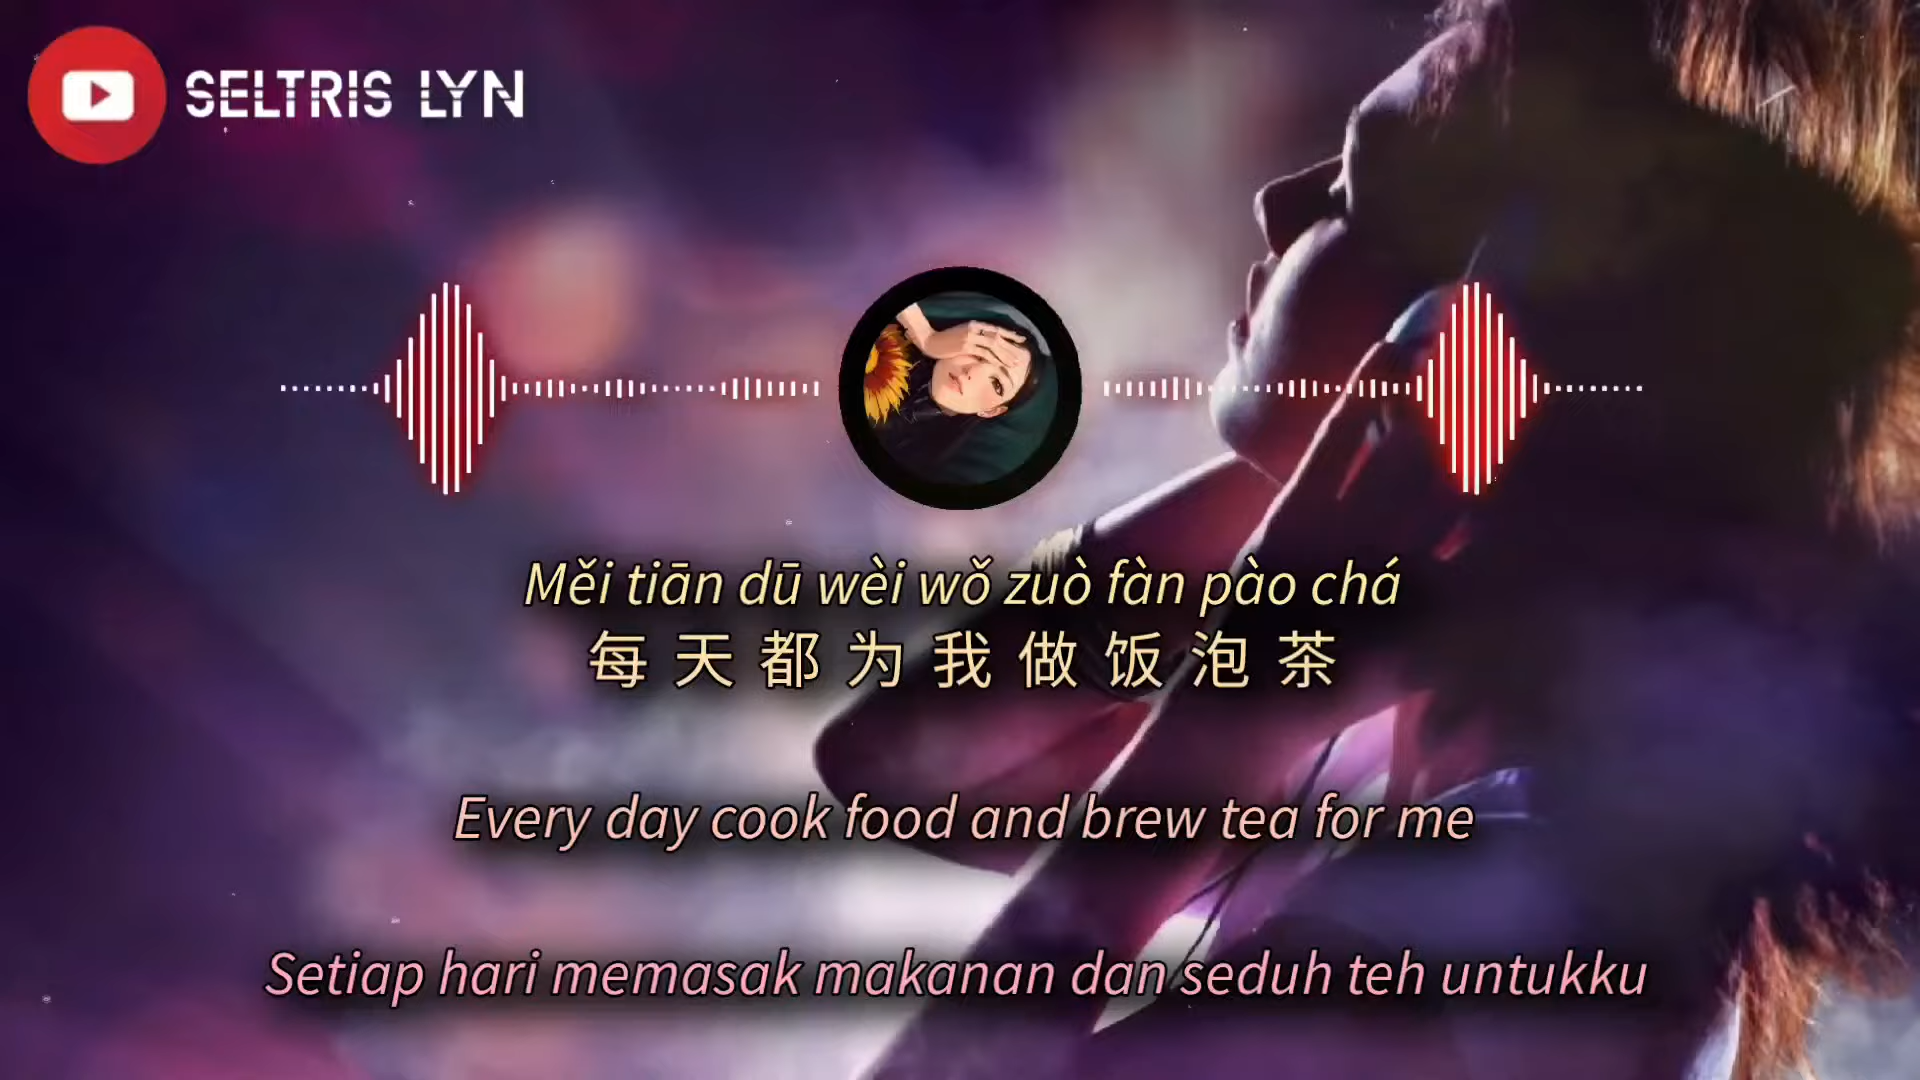 SELTRIS LYN
Měi tiān dū wèi wǒ zuò fàn pào chá
每天都为我做饭泡茶
Every day cook food and brew tea for me
Setiap hari memasak makanan dan seduh teh untukku